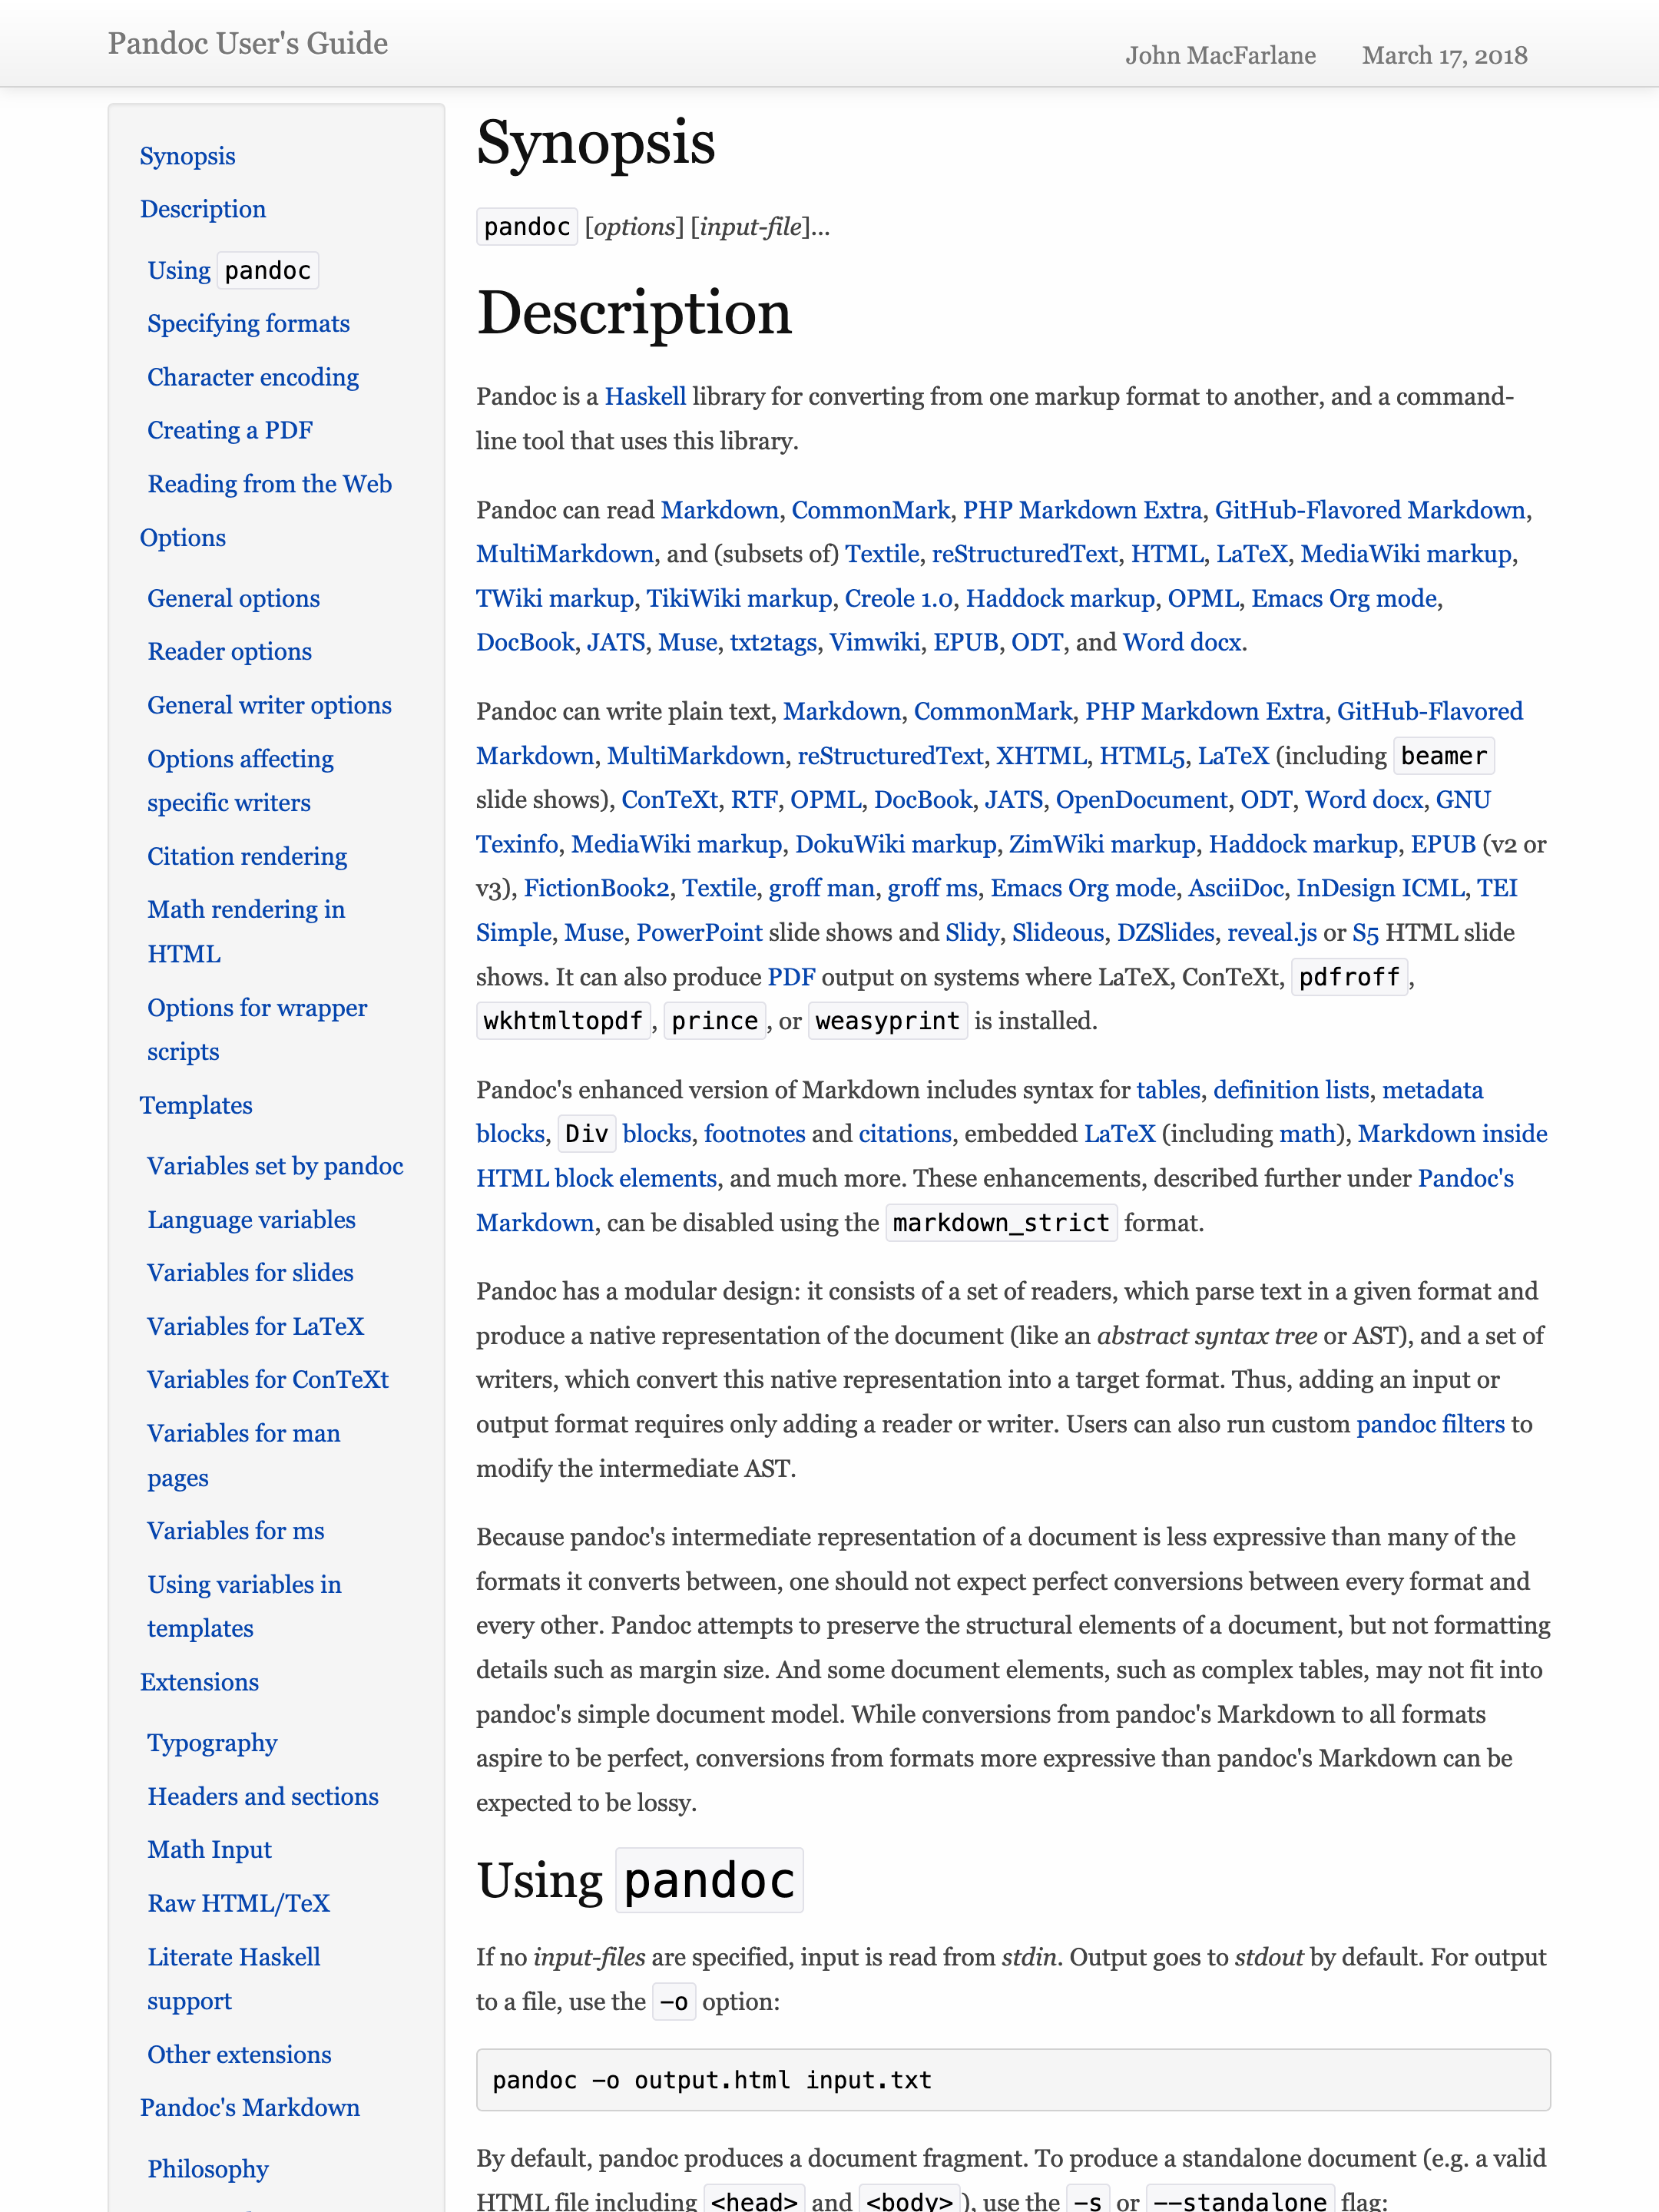 Pandoc User's Guide
John MacFarlane March 17, 2018
Synopsis
Description
Using pandoc
Specifying formats
Character encoding
Creating a PDF
Reading from the Web
Options
General options
Reader options
General writer options
Options affecting
specific writers
Citation rendering
Math rendering in
HTML
Options for wrapper
scripts
Templates
Variables set by pandoc
Language variables
Variables for slides
Variables for LaTeX
Variables for ConTeXt
Variables for man
pages
Variables for ms
Using variables in
templates
Extensions
Typography
Headers and sections
Math Input
Raw HTML/TeX
Literate Haskell
support
Other extensions
Pandoc's Markdown
Philosophy
Synopsis
pandoc [options] [input-file]...
Description
Pandoc is a Haskell library for converting from one markup format to another, and a command-
line tool that uses this library.
Pandoc can read Markdown, CommonMark, PHP Markdown Extra, GitHub-Flavored Markdown,
MultiMarkdown, and (subsets of) Textile, reStructuredText, HTML, LaTeX, MediaWiki markup,
TWiki markup, TikiWiki markup, Creole 1.0, Haddock markup, OPML, Emacs Org mode,
DocBook, JATS, Muse, txt2tags, Vimwiki, EPUB, ODT, and Word docx.
Pandoc can write plain text, Markdown, CommonMark, PHP Markdown Extra, GitHub-Flavored
Markdown, MultiMarkdown, reStructuredText, XHTML, HTML5, LaTeX (including beamer
slide shows), ConTeXt, RTF, OPML, DocBook, JATS, OpenDocument, ODT, Word docx, GNU
Texinfo, MediaWiki markup, DokuWiki markup, ZimWiki markup, Haddock markup, EPUB (v2 or
v3), FictionBook2, Textile, groff man, groff ms, Emacs Org mode, AsciiDoc, InDesign ICML, TEI
Simple, Muse, PowerPoint slide shows and Slidy, Slideous, DZSlides, reveal.js or S5 HTML slide
shows. It can also produce PDF output on systems where LaTeX, ConTeXt, pdfroff,
wkhtmltopdf, prince, or weasyprint is installed.
Pandoc's enhanced version of Markdown includes syntax for tables, definition lists, metadata
blocks, Div blocks, footnotes and citations, embedded LaTeX (including math), Markdown inside
HTML block elements, and much more. These enhancements, described further under Pandoc's
Markdown, can be disabled using the markdown_strict format.
Pandoc has a modular design: it consists of a set of readers, which parse text in a given format and
produce a native representation of the document (like an abstract syntax tree or AST), and a set of
writers, which convert this native representation into a target format. Thus, adding an input or
output format requires only adding a reader or writer. Users can also run custom pandoc filters to
modify the intermediate AST.
Because pandoc's intermediate representation of a document is less expressive than many of the
formats it converts between, one should not expect perfect conversions between every format and
every other. Pandoc attempts to preserve the structural elements of a document, but not formatting
details such as margin size. And some document elements, such as complex tables, may not fit into
pandoc's simple document model. While conversions from pandoc's Markdown to all formats
aspire to be perfect, conversions from formats more expressive than pandoc's Markdown can be
expected to be lossy.
Using pandoc
If no input-files are specified, input is read from stdin. Output goes to stdout by default. For output
to a file, use the -o option:
pandoc -o output.html input.txt
By default, pandoc produces a document fragment. To produce a standalone document (e.g. a valid
HTML file including <head> and <body>), use the -s or --standalone flag: